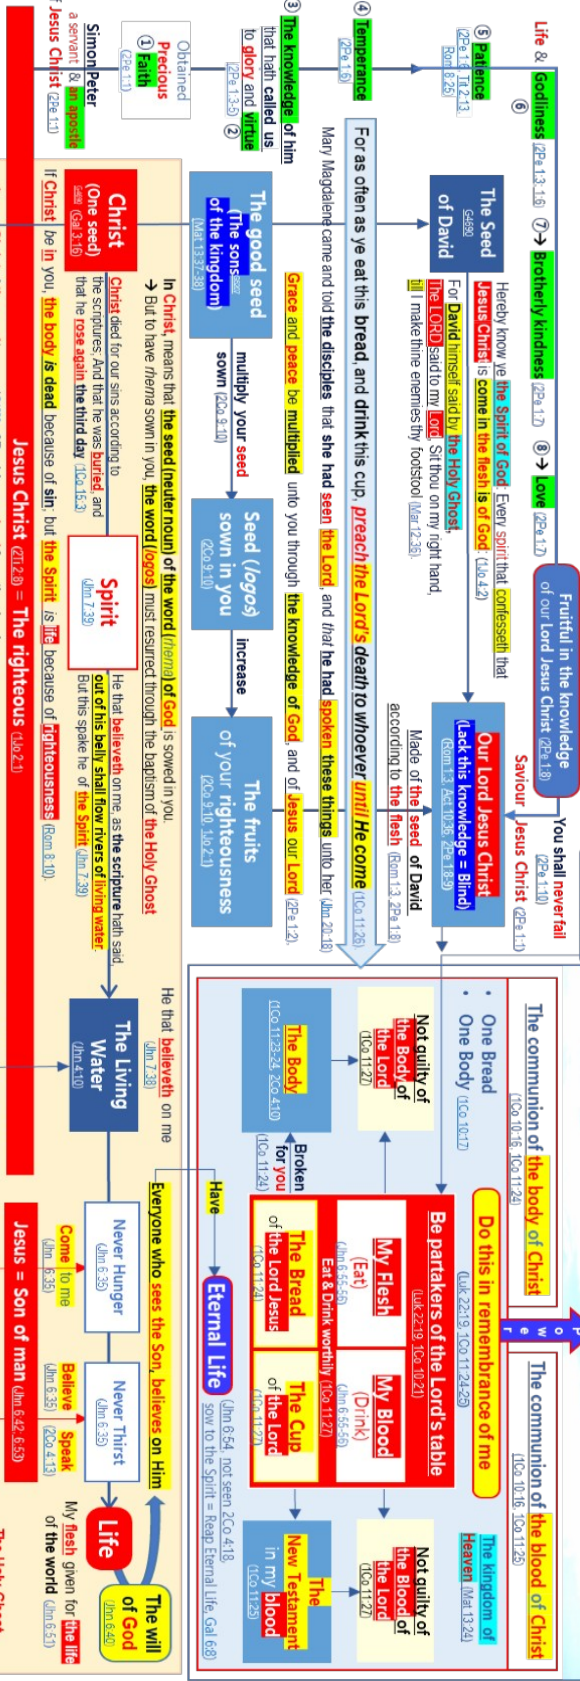 Life & Godliness (2Pe 1:3; 1:6)
⑥
⑦→ Brotherly kindness (2Pe 1:7)
⑧→ Love (2Pe 1:7)
Fruitful in the knowledge
of our Lord Jesus Christ (2Pe 1:8)
You shall never fail
(2Pe 1:10)
⑤ Patience
(2Pe 1:6, Tit 2:13,
Rom 8:25)
④ Temperance
(2Pe 1:6)
③ The knowledge of him
that hath called us
to glory and virtue
(2Pe 1:3-5) ②
Obtained
Precious
① Faith
(2Pe 1:1)
Simon Peter
a servant & an apostle
f Jesus Christ (2Pe 1:1)
The Seed
G4690
of David
Hereby know ye the Spirit of God: Every spirit that confesseth that
Jesus Christ is come in the flesh is of God: (1Jo 4:2)
For David himself said by the Holy Ghost,
The LORD said to my Lord, Sit thou on my right hand,
till I make thine enemies thy footstool (Mar 12:36).
Saviour Jesus Christ (2Pe 1:1)
Our Lord Jesus Christ
(Lack this knowledge = Blind)
(Rom 1:3, Act 10:36, 2Pe 1:8-9)
Made of the seed of David
according to the flesh (Rom 1:3, 2Pe 1:8)
For as often as ye eat this bread, and drink this cup, preach the Lord's death to whoever until He come (1Co 11:26)
Mary Magdalene came and told the disciples that she had seen the Lord, and that he had spoken these things unto her (Jhn 20:18)
Grace and peace be multiplied unto you through the knowledge of God, and of Jesus our Lord (2Pe 1:2).
The good seed
(The sons
of the kingdom)
(Mat 13:37-38)
multiply your seed
sown (2Co 9:10)
Seed (logos)
sown in you
(2Co 9:10)
increase
The fruits
of your righteousness
(2Co 9:10, 1Jo 2:1)
In Christ, means that the seed (neuter noun) of the word (rhema) of God is sowed in you.
→ But to have rhema sown in you, the word (logos) must resurrect through the baptism of the Holy Ghost
Christ
(One seed)
(Gal 3:16)
Christ died for our sins according to
the scriptures; And that he was buried, and
that he rose again the third day (1Co 15:3)
Spirit
(Jhn 7:39)
He that believeth on me, as the scripture hath said,
out of his belly shall flow rivers of living water.
But this spake he of the Spirit (Jhn 7:39)
If Christ be in you, the body is dead because of sin; but the Spirit is life because of righteousness (Rom 8:10).
Jesus Christ (2Ti 2:8) = The righteous (1Jo 2:1)
He that believeth on me
(Jhn 7:38)
The Living
Water
(Jhn 4:10)
The communion of the body of Christ
(1Co 10:16, 1Co 11:24)
The communion of the blood of Christ
(1Co 10:16, 1Co 11:25)
• One Bread
• One Body (1Co 10:17)
Do this in remembrance of me
(Luk 22:19, 1Co 11:24-25)
The kingdom of
Heaven (Mat 13:24)
Be partakers of the Lord's table
(Luk 22:19, 1Co 10:21)
My Flesh
(Eat)
(Jhn 6:55-56)
My Blood
(Drink)
(Jhn 6:55-56)
Eat & Drink worthily (1Co 11:27)
The Bread
of the Lord Jesus
(1Co 11:24)
The Cup
of the Lord
(1Co 11:27)
Not guilty of
the Body of
the Lord
(1Co 11:27)
Not guilty of
the Blood of
the Lord
(1Co 11:27)
The Body
(1Co 11:23-24, 2Co 4:10)
Broken
for you
(1Co 11:24)
The
New Testament
in my blood
(1Co 11:25)
Have
Eternal Life
(Jhn 6:54, not seen 2Co 4:18,
sow to the Spirit = Reap Eternal Life, Gal 6:8)
Everyone who sees the Son, believes on Him
Never Hunger
(Jhn 6:35)
Never Thirst
(Jhn 6:35)
Life
The will
of God
(Jhn 6:40)
Come to me
(Jhn 6:35)
Believe
(Jhn 6:35)
Speak
(2Co 4:13)
My flesh given for the life
of the world (Jhn 6:51)
Jesus = Son of man (Jhn 6:42; 6:53)